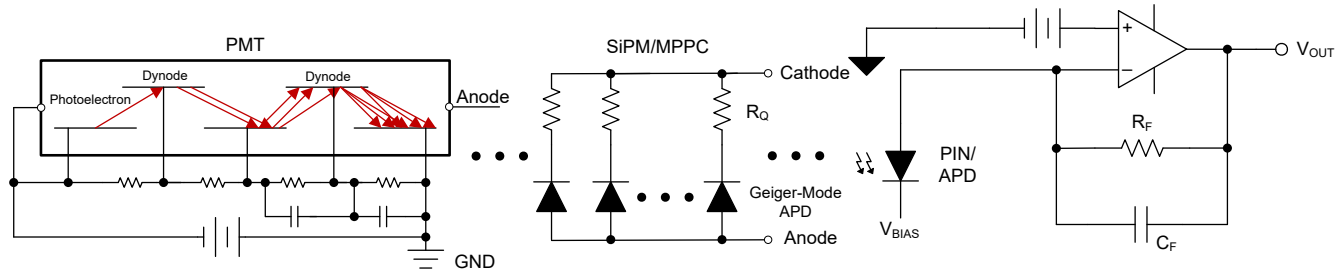 PMT
Dynode
Dynode
Photoelectron
Anode
GND
SiPM/MPPC
Cathode
R_Q
Geiger-Mode
APD
Anode
PIN/
APD
V_BIAS
+
−
V_OUT
R_F
C_F